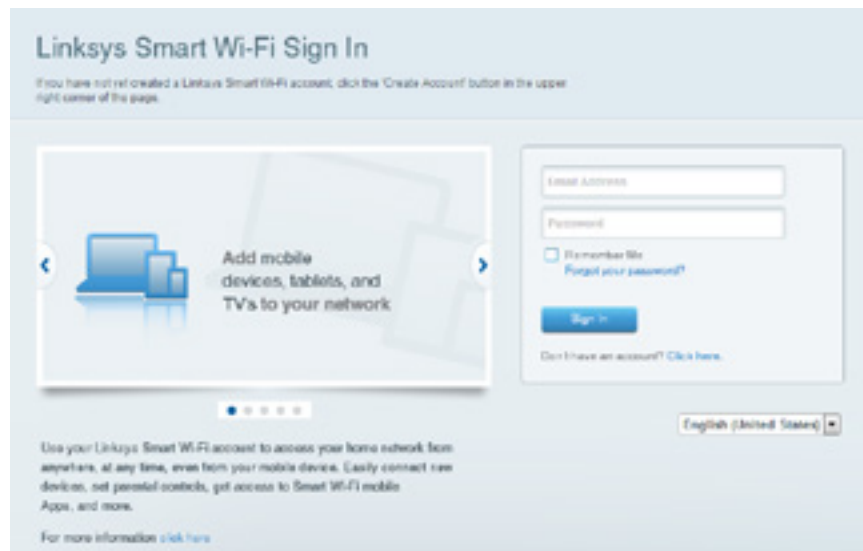 Linksys Smart Wi-Fi Sign In
If you have not yet created a Linksys Smart Wi-Fi account, click the 'Create Account' button in the upper
right corner of the page.
Add mobile
devices, tablets, and
TV's to your network
Email Address
Password
Remember Me
Forgot your password?
Sign In
Don't have an account? Click here.
English (United States)
Use your Linksys Smart Wi-Fi account to access your home network from
anywhere, at any time, even from your mobile device. Easily connect new
devices, set parental controls, get access to Smart Wi-Fi mobile
Apps, and more.
For more information click here